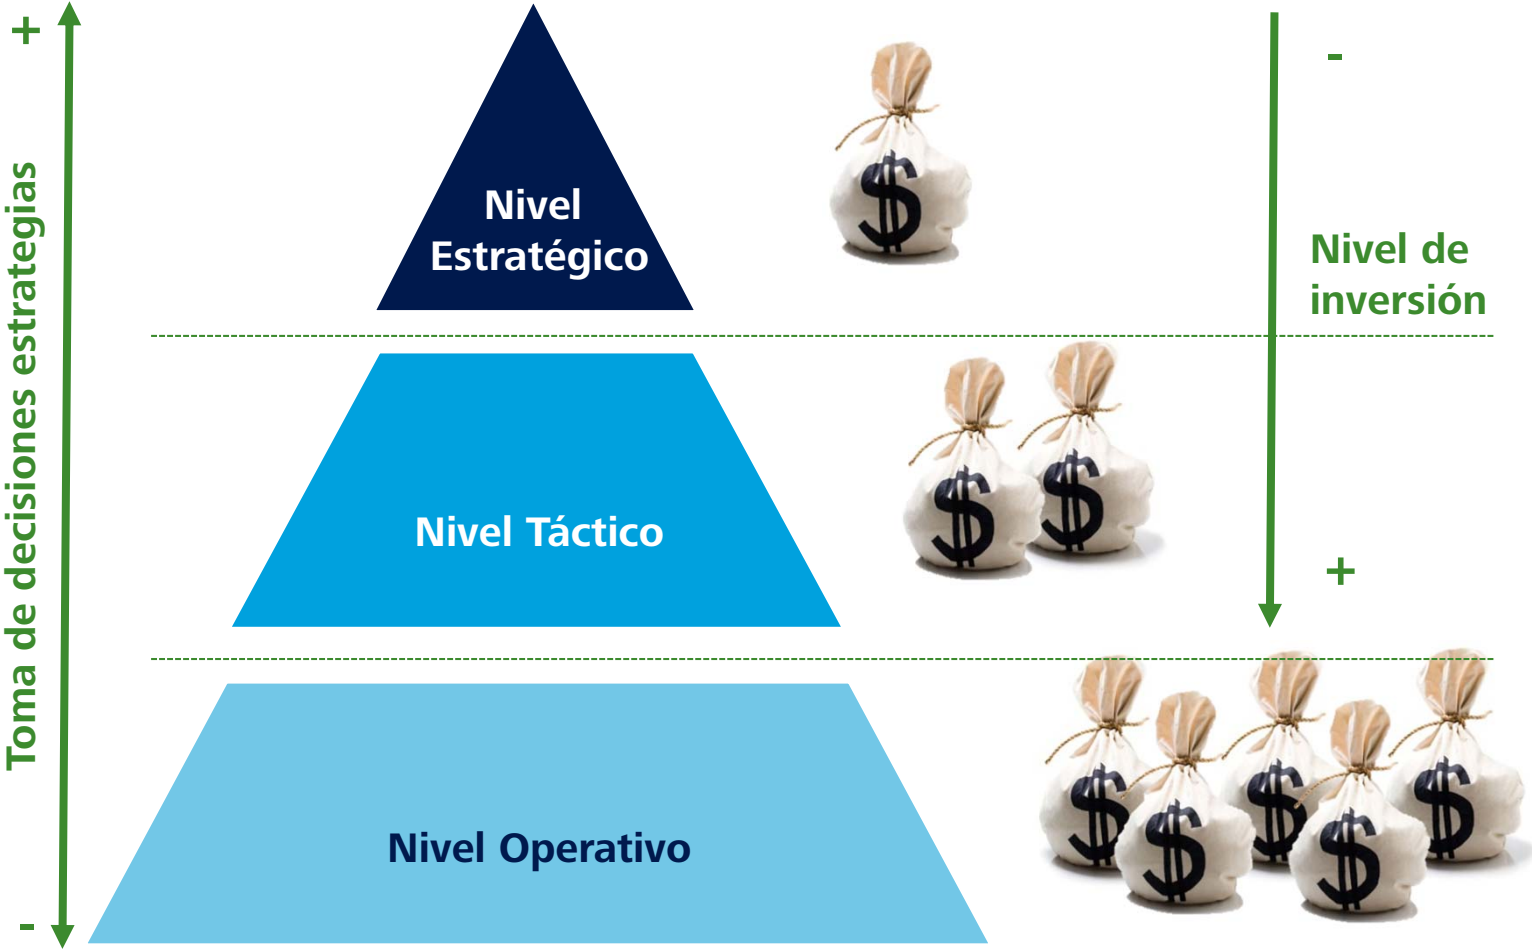 +
Toma de decisiones estrategias
-
Nivel
Estratégico
$
-
Nivel de
inversión
Nivel Táctico
$
$
+
Nivel Operativo
$
$
$
$
$